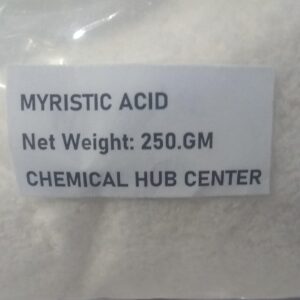 MYRISTIC ACID
Net Weight: 250.GM
CHEMICAL HUB CENTER